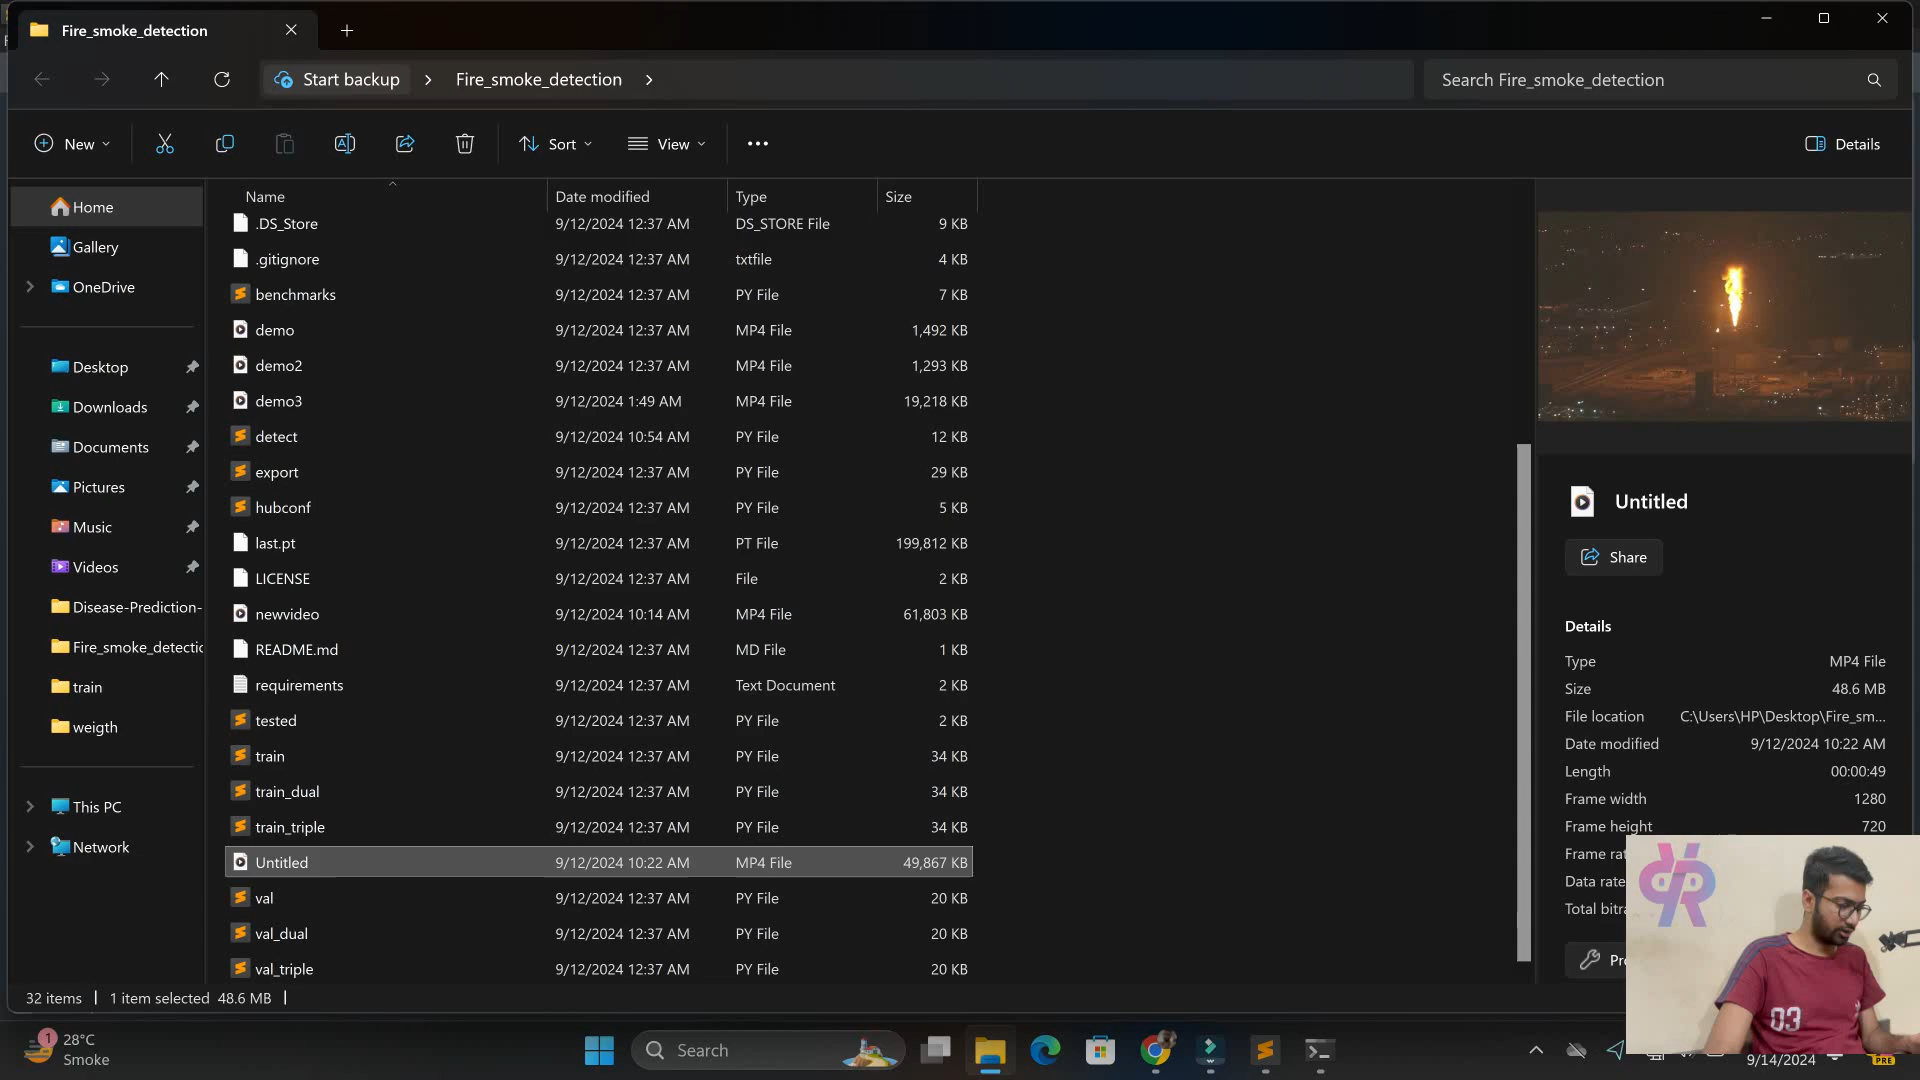 Fire_smoke_detection
Start backup
Fire_smoke_detection
Search Fire_smoke_detection
New
Sort
View
Details
Home
Gallery
OneDrive
Desktop
Downloads
Documents
Pictures
Music
Videos
Disease-Prediction-
Fire_smoke_detectic
train
weigth
This PC
Network
Name Date modified Type Size
.DS_Store 9/12/2024 12:37 AM DS_STORE File 9 KB
.gitignore 9/12/2024 12:37 AM txtfile 4 KB
benchmarks 9/12/2024 12:37 AM PY File 7 KB
demo 9/12/2024 12:37 AM MP4 File 1,492 KB
demo2 9/12/2024 12:37 AM MP4 File 1,293 KB
demo3 9/12/2024 1:49 AM MP4 File 19,218 KB
detect 9/12/2024 10:54 AM PY File 12 KB
export 9/12/2024 12:37 AM PY File 29 KB
hubconf 9/12/2024 12:37 AM PY File 5 KB
last.pt 9/12/2024 12:37 AM PT File 199,812 KB
LICENSE 9/12/2024 12:37 AM File 2 KB
newvideo 9/12/2024 10:14 AM MP4 File 61,803 KB
README.md 9/12/2024 12:37 AM MD File 1 KB
requirements 9/12/2024 12:37 AM Text Document 2 KB
tested 9/12/2024 12:37 AM PY File 2 KB
train 9/12/2024 12:37 AM PY File 34 KB
train_dual 9/12/2024 12:37 AM PY File 34 KB
train_triple 9/12/2024 12:37 AM PY File 34 KB
Untitled 9/12/2024 10:22 AM MP4 File 49,867 KB
val 9/12/2024 12:37 AM PY File 20 KB
val_dual 9/12/2024 12:37 AM PY File 20 KB
val_triple 9/12/2024 12:37 AM PY File 20 KB
Untitled
Share
Details
Type MP4 File
Size 48.6 MB
File location C:\Users\HP\Desktop\Fire_sm...
Date modified 9/12/2024 10:22 AM
Length 00:00:49
Frame width 1280
Frame height 720
Frame rat
Data rate
Total bitra
Pr
03
32 items 1 item selected 48.6 MB
1
28°C
Smoke
Search
9/14/2024
PRE